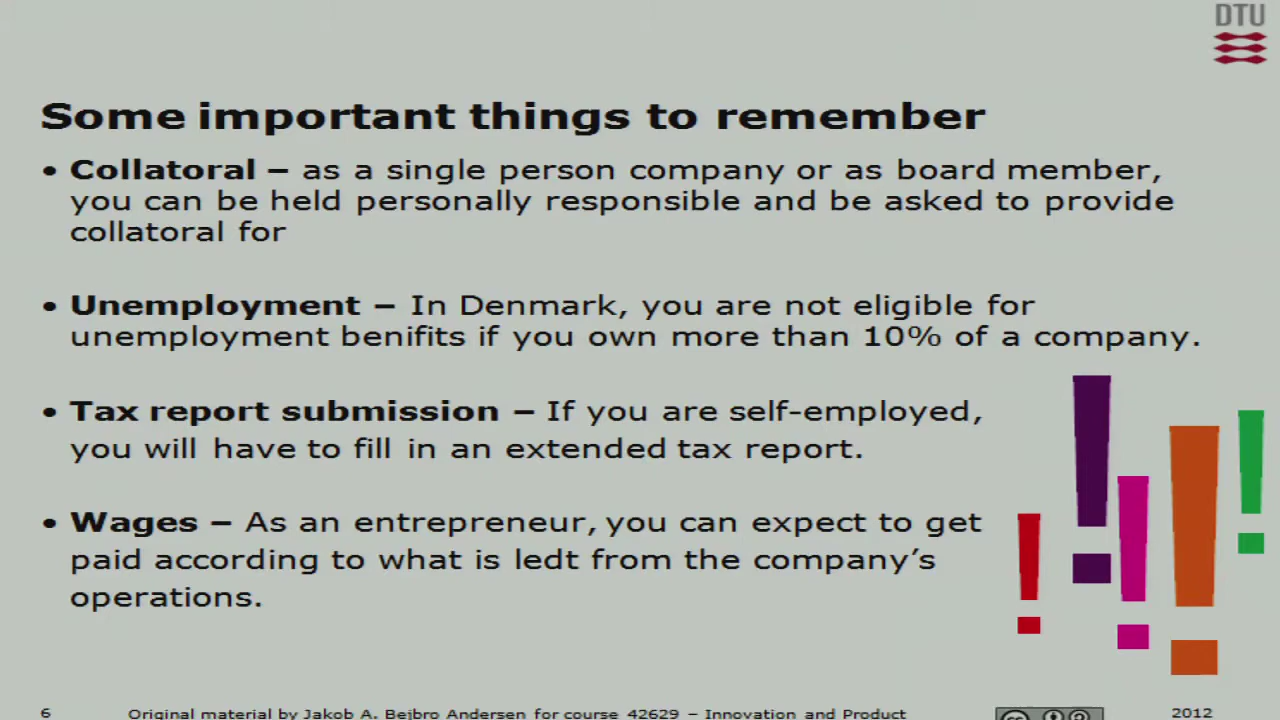 DTU
Some important things to remember
• Collatoral – as a single person company or as board member,
you can be held personally responsible and be asked to provide
collatoral for
• Unemployment – In Denmark, you are not eligible for
unemployment benifits if you own more than 10% of a company.
• Tax report submission – If you are self-employed,
you will have to fill in an extended tax report.
• Wages – As an entrepreneur, you can expect to get
paid according to what is ledt from the company’s
operations.
6 Original material by Jakob A. Bejbro Andersen for course 42629 – Innovation and Product 2012